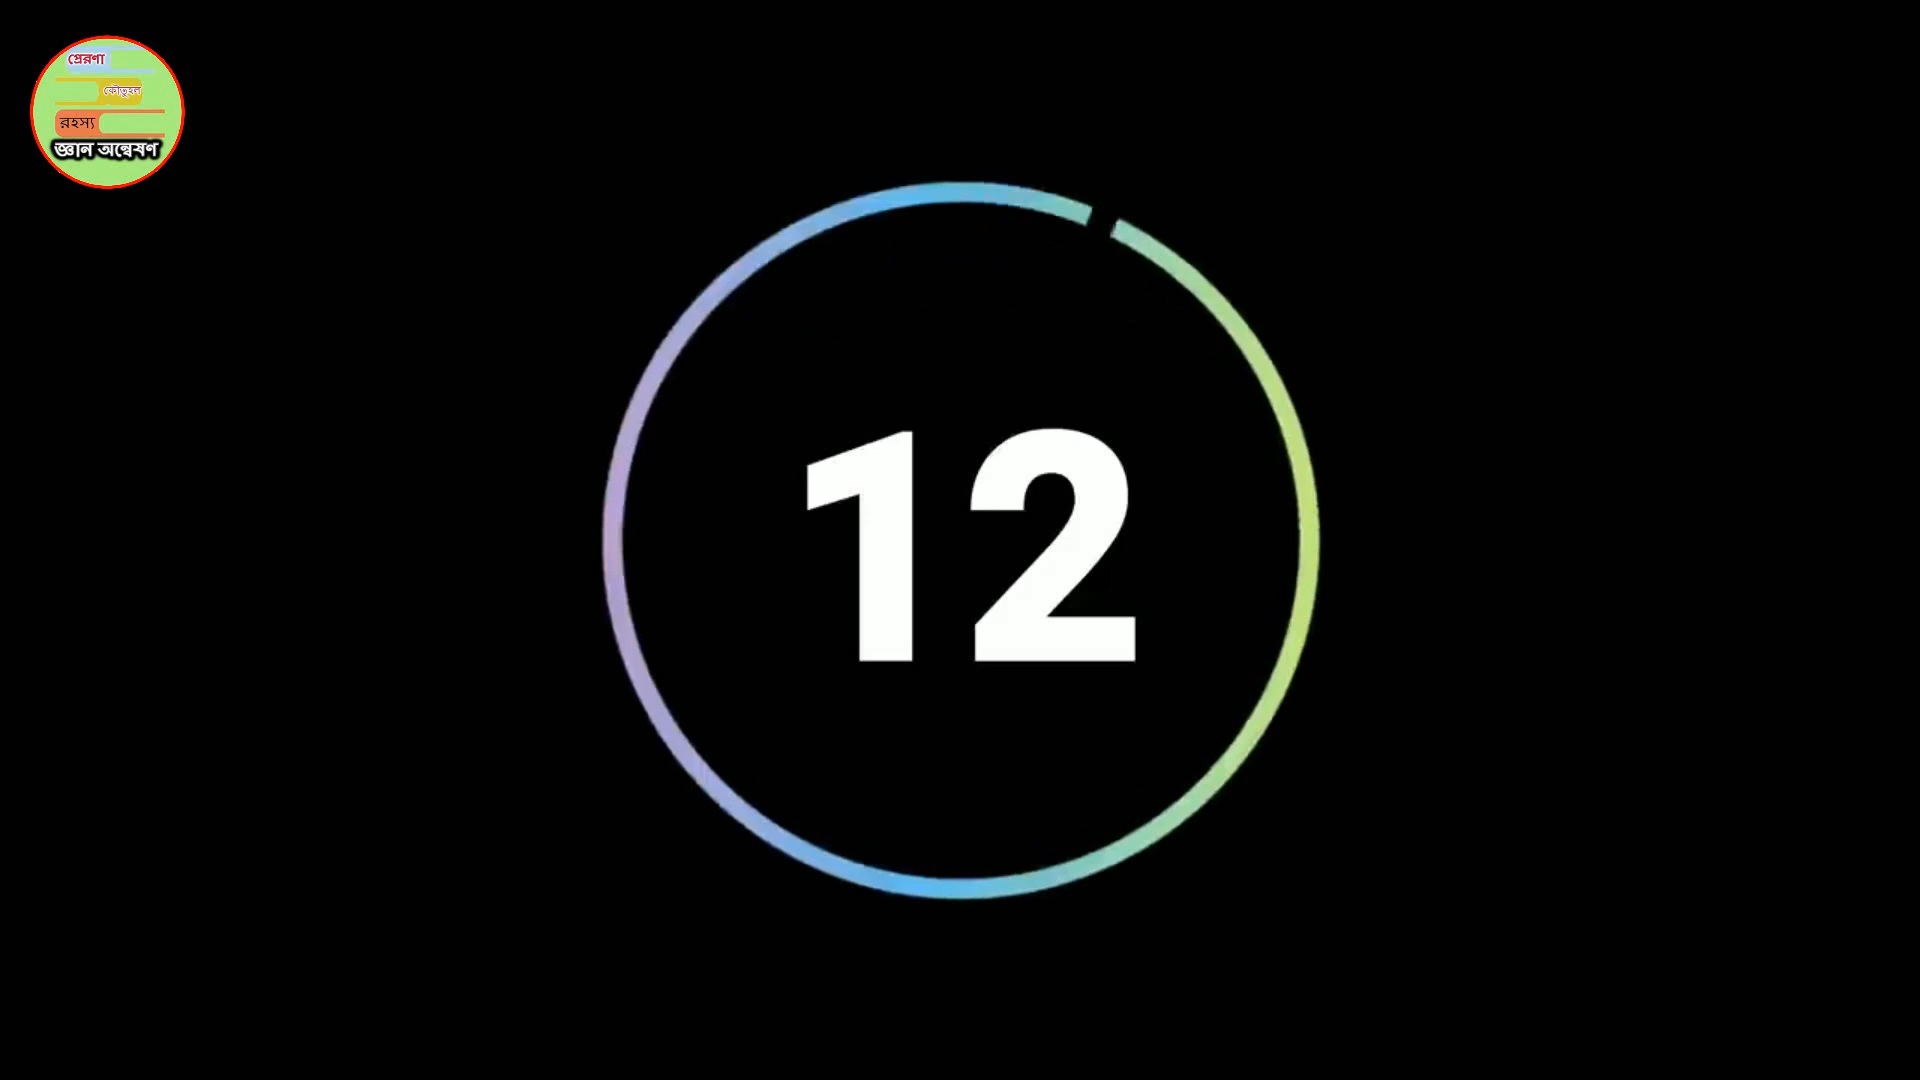 প্রেরণা
কৌতুহল
রহস্য
জ্ঞান অন্বেষণ
12